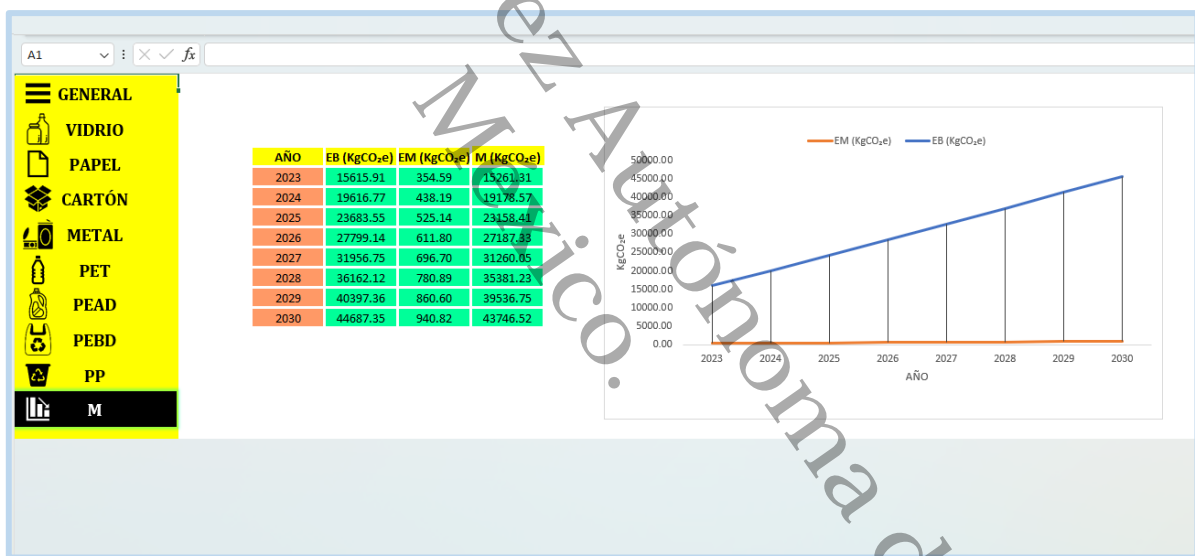 A1
fx
GENERAL
VIDRIO
PAPEL
CARTÓN
METAL
PET
PEAD
PEBD
PP
M
AÑO EB (KgCO₂e) EM (KgCO₂e) M (KgCO₂e)
2023 15615.91 354.59 15261.31
2024 19616.77 438.19 19178.57
2025 23683.55 525.14 23158.41
2026 27799.14 611.80 27187.33
2027 31956.75 696.70 31260.05
2028 36162.12 780.89 35381.23
2029 40397.36 860.60 39536.75
2030 44687.35 940.82 43746.52
EM (KgCO₂e) EB (KgCO₂e)
50000.00
45000.00
40000.00
35000.00
30000.00
25000.00
20000.00
15000.00
10000.00
5000.00
0.00
KgCO₂e
2023 2024 2025 2026 2027 2028 2029 2030
AÑO
ez Autónoma d
Mexico.